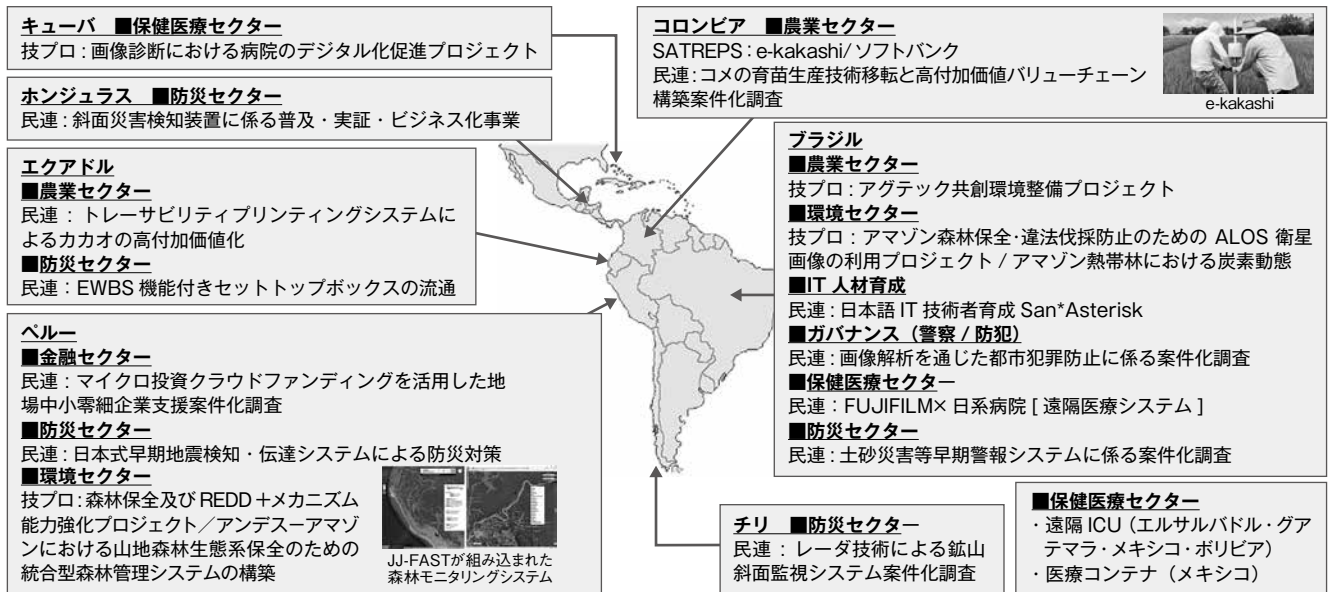 キューバ　■保健医療セクター
技プロ：画像診断における病院のデジタル化促進プロジェクト
ホンジュラス　■防災セクター
民連：斜面災害検知装置に係る普及・実証・ビジネス化事業
エクアドル
■農業セクター
民連：トレーサビリティプリンティングシステムに
よるカカオの高付加価値化
■防災セクター
民連：EWBS 機能付きセットトップボックスの流通
ペルー
■金融セクター
民連：マイクロ投資クラウドファンディングを活用した地
場中小零細企業支援案件化調査
■防災セクター
民連：日本式早期地震検知・伝達システムによる防災対策
■環境セクター
技プロ：森林保全及び REDD＋メカニズム
能力強化プロジェクト／アンデスーアマゾ
ンにおける山地森林生態系保全のための
統合型森林管理システムの構築
JJ-FASTが組み込まれた
森林モニタリングシステム
コロンビア　■農業セクター
SATREPS：e-kakashi/ソフトバンク
民連：コメの育苗生産技術移転と高付加価値バリューチェーン
構築案件化調査
e-kakashi
ブラジル
■農業セクター
技プロ：アグテック共創環境整備プロジェクト
■環境セクター
技プロ：アマゾン森林保全・違法伐採防止のための ALOS 衛星
画像の利用プロジェクト / アマゾン熱帯林における炭素動態
■IT 人材育成
民連：日本語 IT 技術者育成 San*Asterisk
■ガバナンス（警察 / 防犯）
民連：画像解析を通じた都市犯罪防止に係る案件化調査
■保健医療セクター
民連：FUJIFILM× 日系病院 [ 遠隔医療システム ]
■防災セクター
民連：土砂災害等早期警報システムに係る案件化調査
チリ　■防災セクター
民連：レーダ技術による鉱山
斜面監視システム案件化調査
■保健医療セクター
・遠隔 ICU（エルサルバドル・グア
テマラ・メキシコ・ボリビア）
・医療コンテナ（メキシコ）